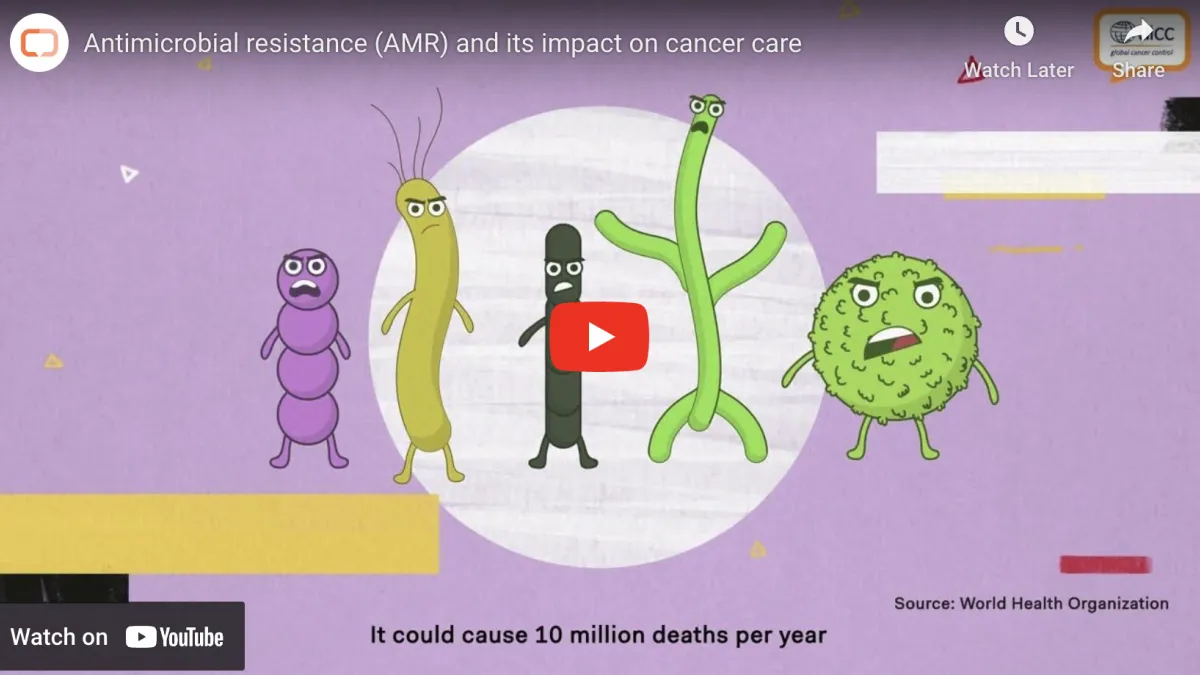 Antimicrobial resistance (AMR) and its impact on cancer care
Watch Later
Share
global cancer control
Source: World Health Organization
It could cause 10 million deaths per year
Watch on YouTube